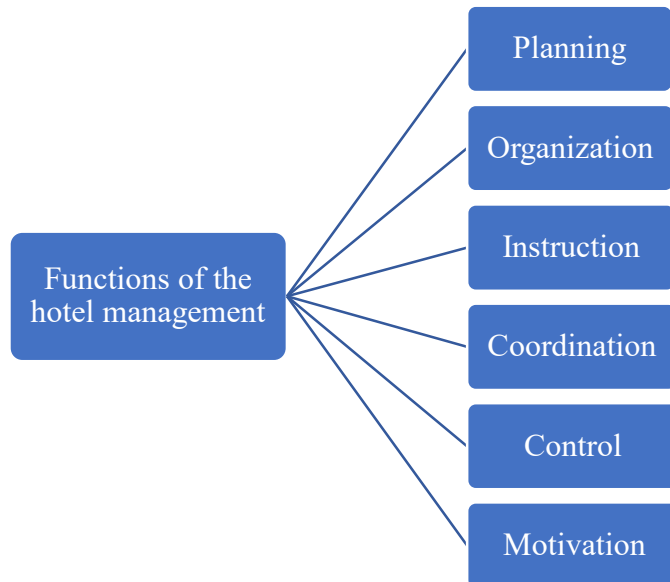 Functions of the
hotel management
Planning
Organization
Instruction
Coordination
Control
Motivation